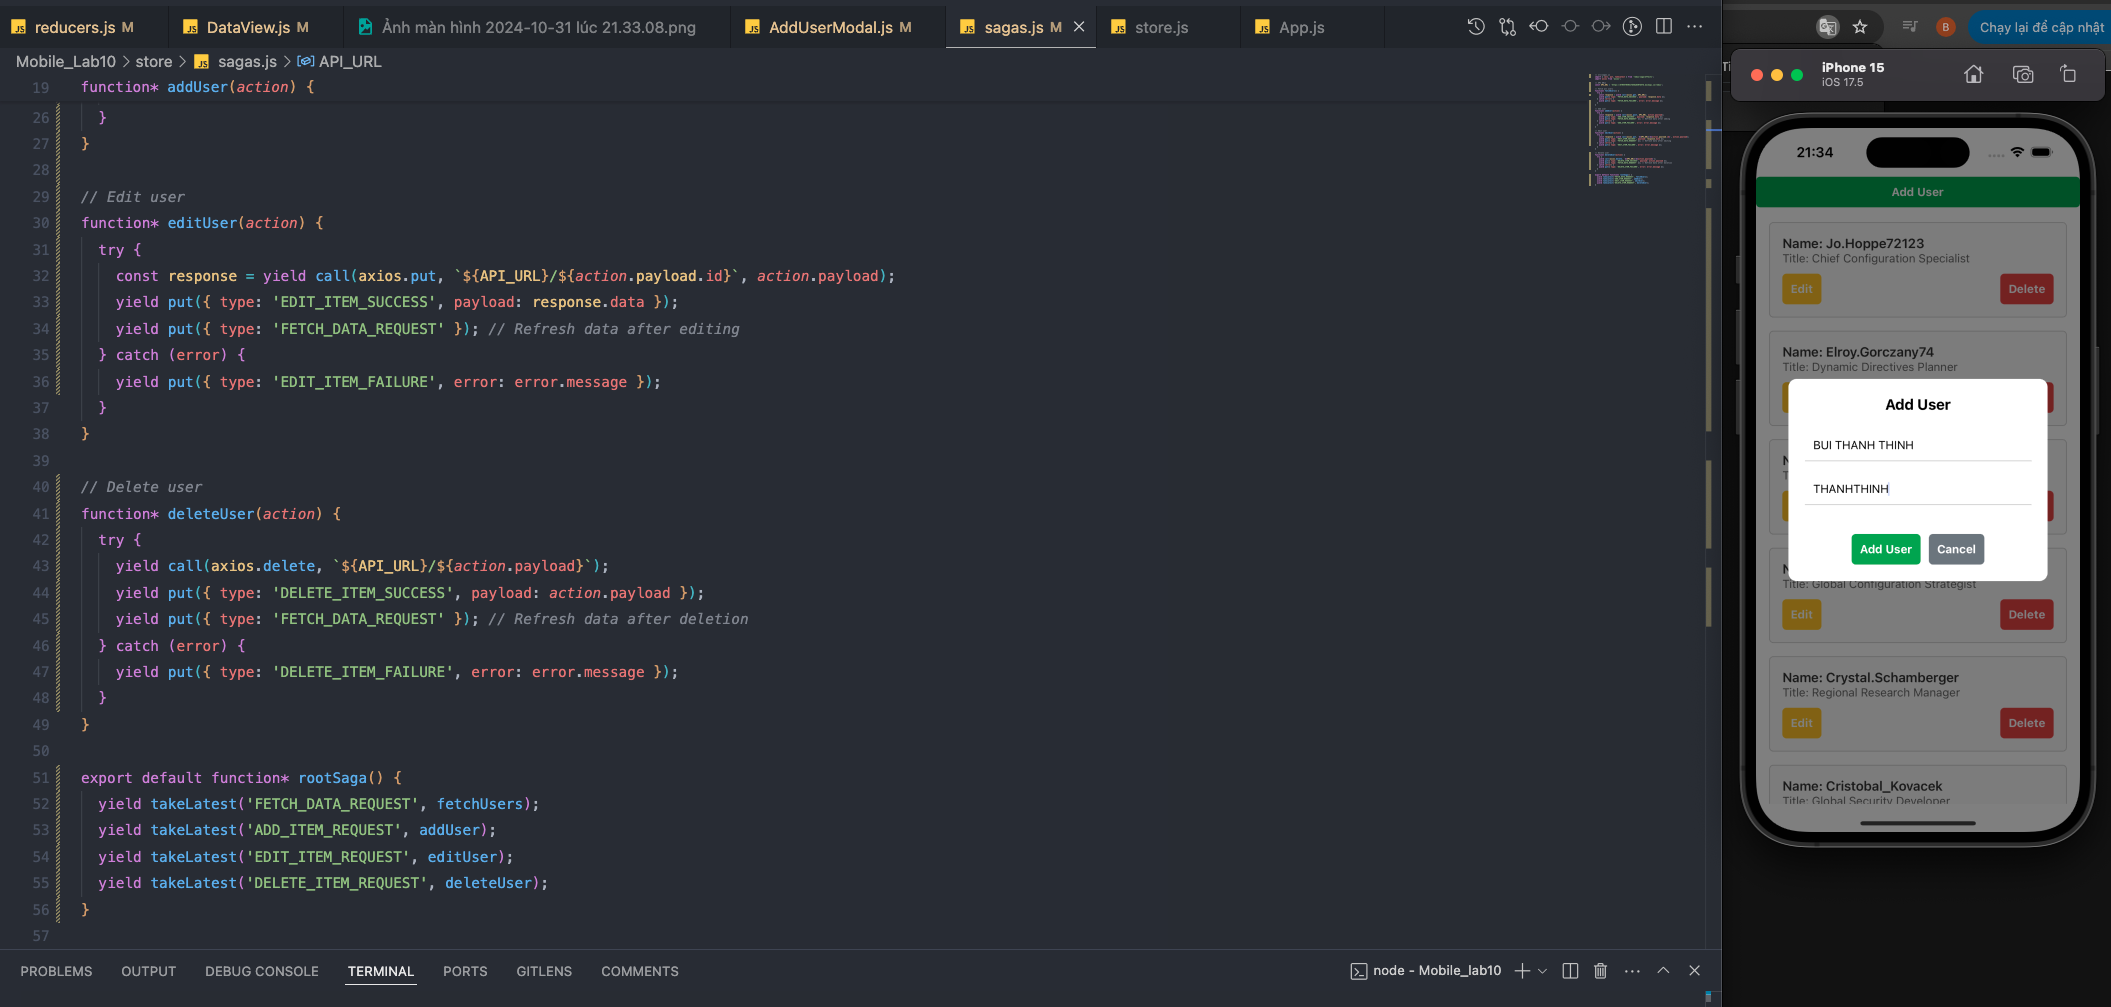 reducers.js M
DataView.js M
Ảnh màn hình 2024-10-31 lúc 21.33.08.png
AddUserModal.js M
sagas.js M
store.js
App.js
Mobile_Lab10 > store > sagas.js > API_URL
19 function* addUser(action) {
26 }
27 }
28
29 // Edit user
30 function* editUser(action) {
31 try {
32 const response = yield call(axios.put, `${API_URL}/${action.payload.id}`, action.payload);
33 yield put({ type: 'EDIT_ITEM_SUCCESS', payload: response.data });
34 yield put({ type: 'FETCH_DATA_REQUEST' }); // Refresh data after editing
35 } catch (error) {
36 yield put({ type: 'EDIT_ITEM_FAILURE', error: error.message });
37 }
38 }
39
40 // Delete user
41 function* deleteUser(action) {
42 try {
43 yield call(axios.delete, `${API_URL}/${action.payload}`);
44 yield put({ type: 'DELETE_ITEM_SUCCESS', payload: action.payload });
45 yield put({ type: 'FETCH_DATA_REQUEST' }); // Refresh data after deletion
46 } catch (error) {
47 yield put({ type: 'DELETE_ITEM_FAILURE', error: error.message });
48 }
49 }
50
51 export default function* rootSaga() {
52 yield takeLatest('FETCH_DATA_REQUEST', fetchUsers);
53 yield takeLatest('ADD_ITEM_REQUEST', addUser);
54 yield takeLatest('EDIT_ITEM_REQUEST', editUser);
55 yield takeLatest('DELETE_ITEM_REQUEST', deleteUser);
56 }
57
PROBLEMS OUTPUT DEBUG CONSOLE TERMINAL PORTS GITLENS COMMENTS
node - Mobile_lab10
B
Chạy lại để cập nhật
iPhone 15
iOS 17.5
21:34
Add User
Name: Jo.Hoppe72123
Title: Chief Configuration Specialist
Edit Delete
Name: Elroy.Gorczany74
Title: Dynamic Directives Planner
Add User
BUI THANH THINH
THANHTHINH
Add User Cancel
Title: Global Configuration Strategist
Edit Delete
Name: Crystal.Schamberger
Title: Regional Research Manager
Edit Delete
Name: Cristobal_Kovacek
Title: Global Security Developer